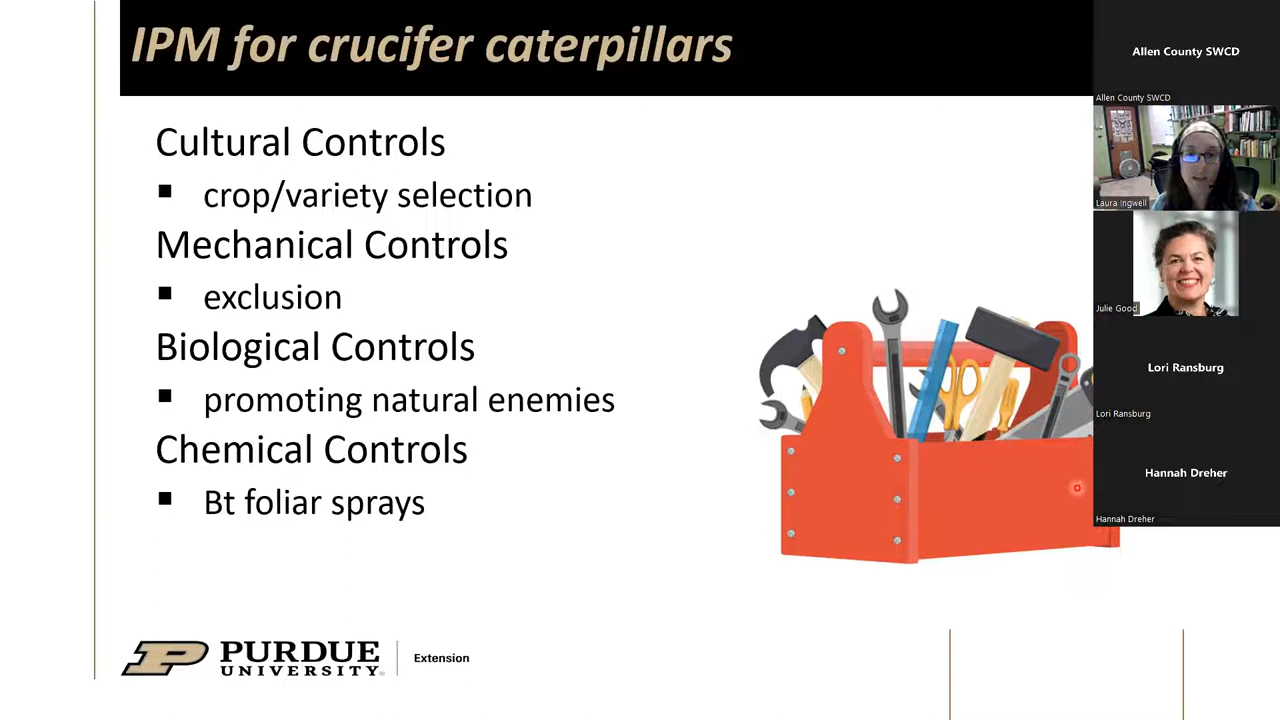 IPM for crucifer caterpillars
Cultural Controls
▪ crop/variety selection
Mechanical Controls
▪ exclusion
Biological Controls
▪ promoting natural enemies
Chemical Controls
▪ Bt foliar sprays
PURDUE
UNIVERSITY®
Extension
Allen County SWCD
Allen County SWCD
Laura Ingwell
Julie Good
Lori Ransburg
Lori Ransburg
Hannah Dreher
Hannah Dreher